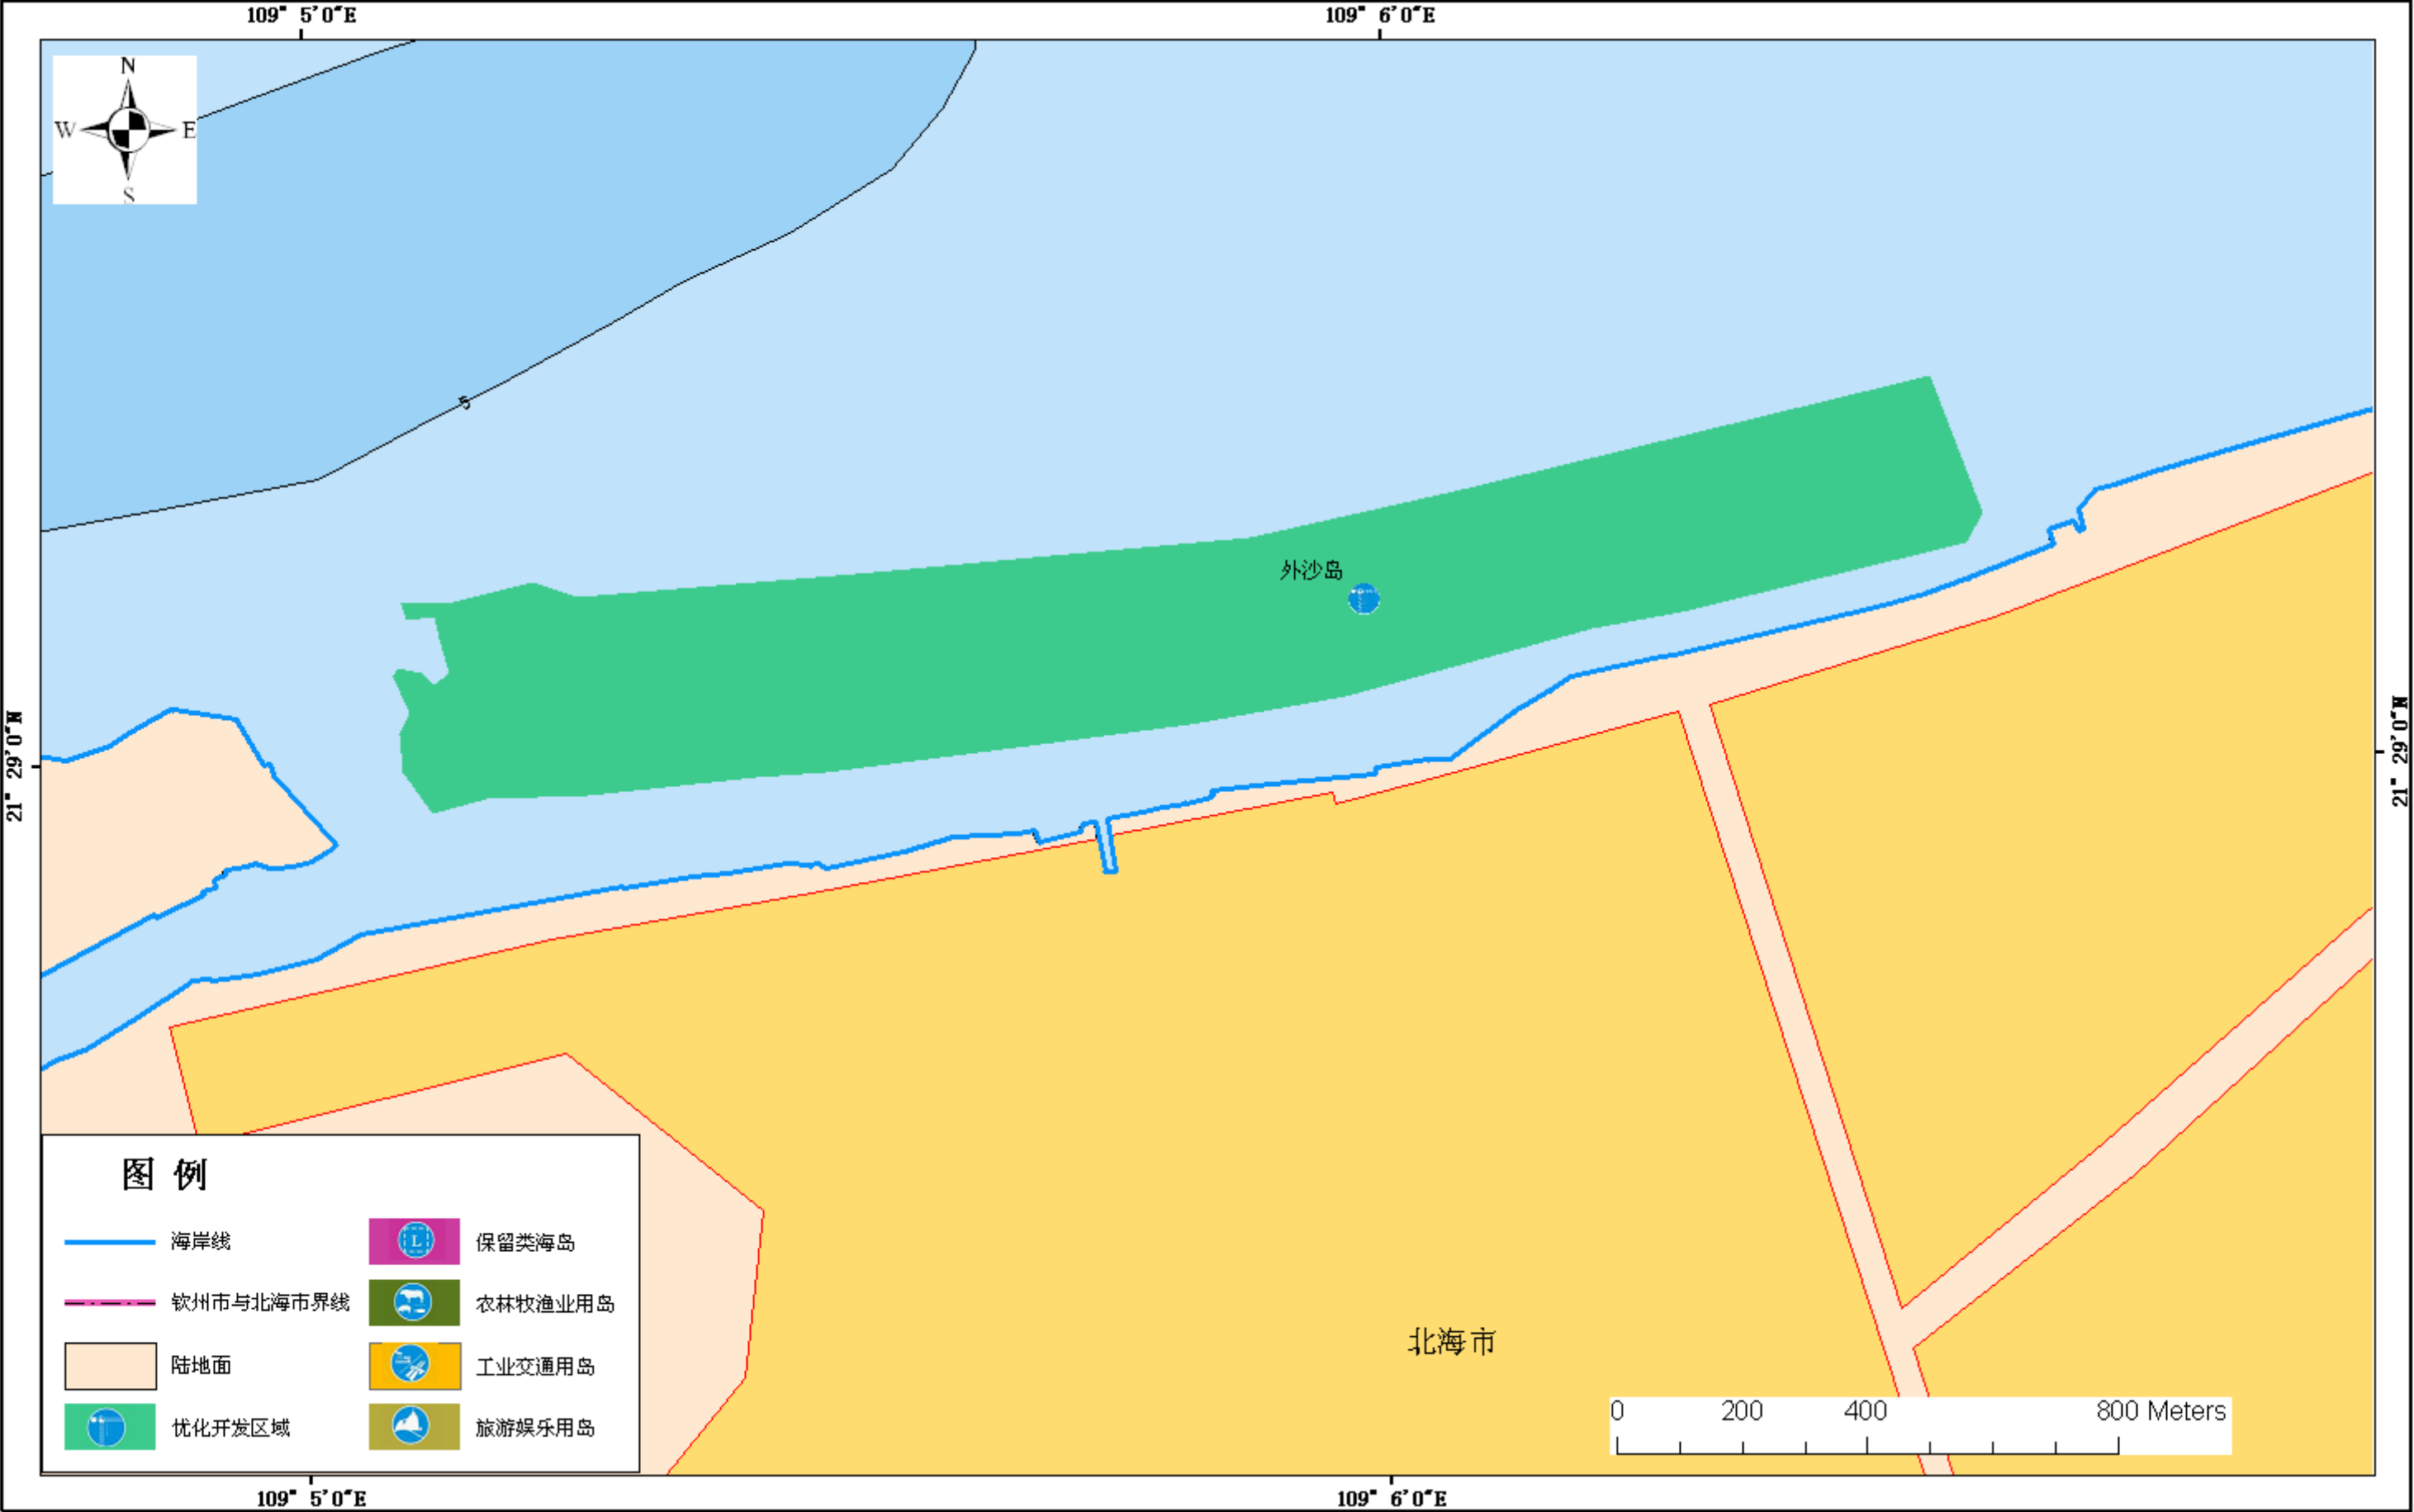 109° 5'0"E
109° 6'0"E
N
W
E
S
5
外沙岛
21° 29'0"N
21° 29'0"N
图 例
海岸线
L
保留类海岛
钦州市与北海市界线
农林牧渔业用岛
陆地面
工业交通用岛
优化开发区域
旅游娱乐用岛
北海市
0 200 400 800 Meters
109° 5'0"E
109° 6'0"E